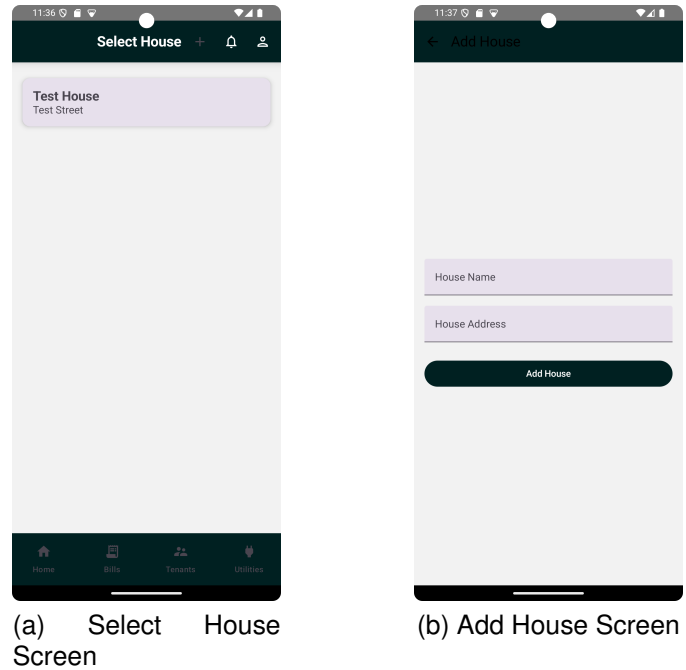 11:36
Select House
Test House
Test Street
Home Bills Tenants Utilities
(a) Select House
Screen
11:37
Add House
House Name
House Address
Add House
(b) Add House Screen